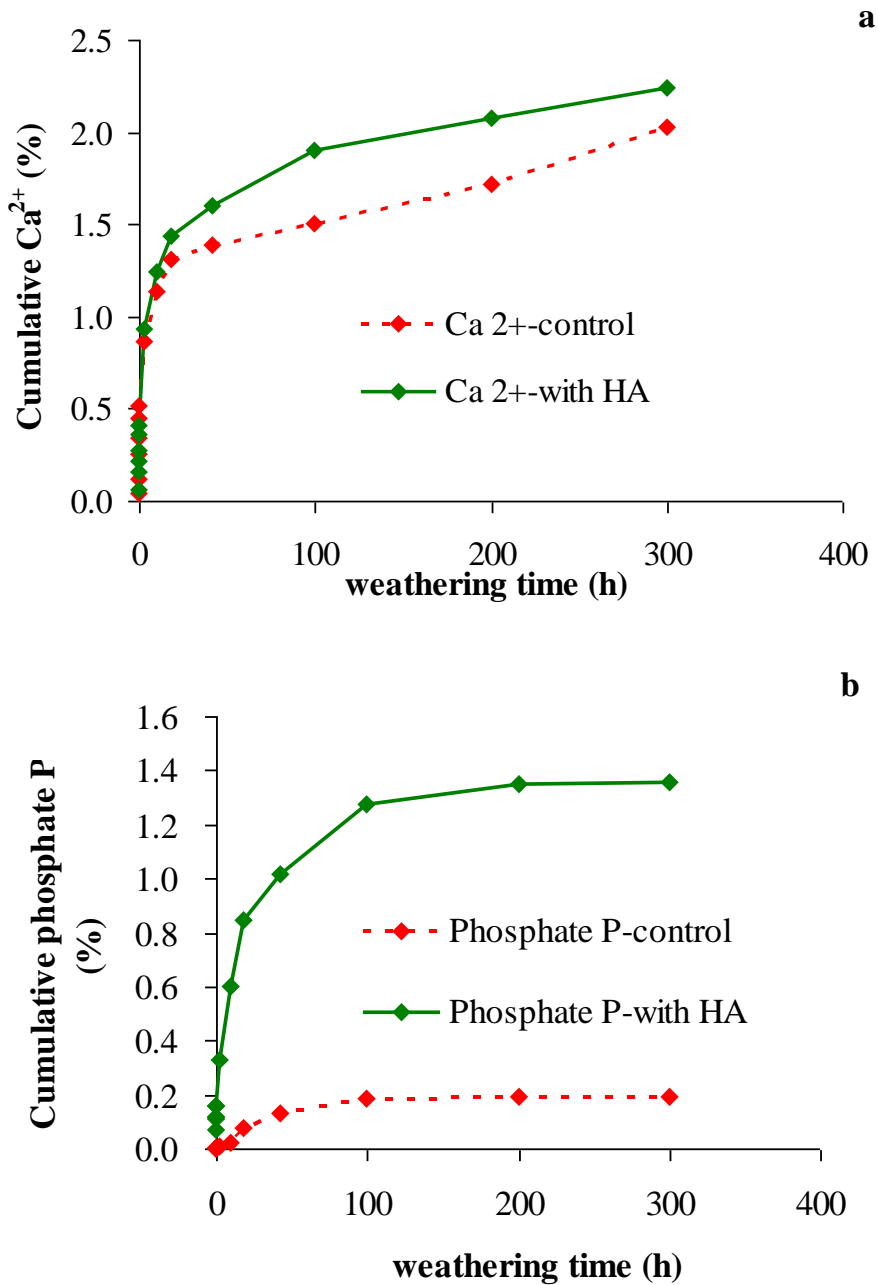 a
Cumulative Ca²⁺ (%)
2.5
2.0
1.5
1.0
0.5
0.0
Ca 2+-control
Ca 2+-with HA
0 100 200 300 400
weathering time (h)
b
Cumulative phosphate P
(%)
1.6
1.4
1.2
1.0
0.8
0.6
0.4
0.2
0.0
Phosphate P-control
Phosphate P-with HA
0 100 200 300 400
weathering time (h)